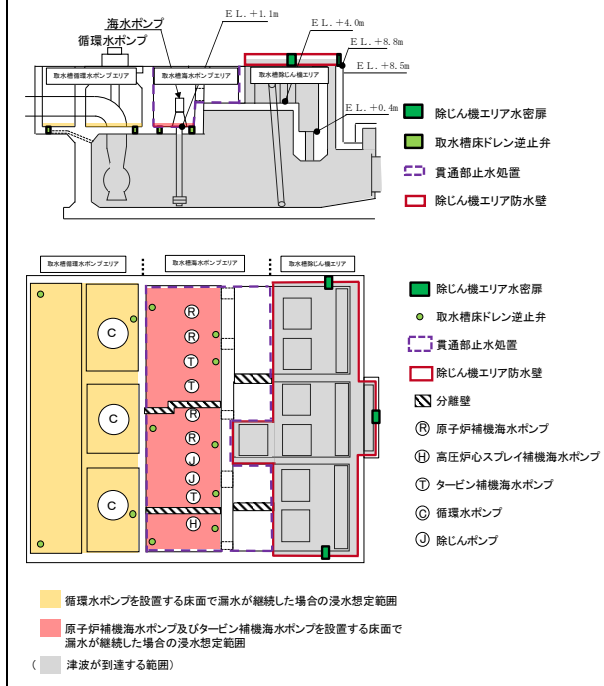 海水ポンプ
循環水ポンプ
EL.+1.1m
EL.+4.0m
EL.+8.8m
EL.+8.5m
取水槽循環水ポンプエリア
取水槽海水ポンプエリア
取水槽除じん機エリア
EL.+0.4m
除じん機エリア水密扉
取水槽床ドレン逆止弁
貫通部止水処置
除じん機エリア防水壁
取水槽循環水ポンプエリア
取水槽海水ポンプエリア
取水槽除じん機エリア
R
R
T
T
R
R
J
J
T
H
C
C
C
除じん機エリア水密扉
取水槽床ドレン逆止弁
貫通部止水処置
除じん機エリア防水壁
分離壁
R 原子炉補機海水ポンプ
H 高圧炉心スプレイ補機海水ポンプ
T タービン補機海水ポンプ
C 循環水ポンプ
J 除じんポンプ
循環水ポンプを設置する床面で漏水が継続した場合の浸水想定範囲
原子炉補機海水ポンプ及びタービン補機海水ポンプを設置する床面で
漏水が継続した場合の浸水想定範囲
( 津波が到達する範囲)